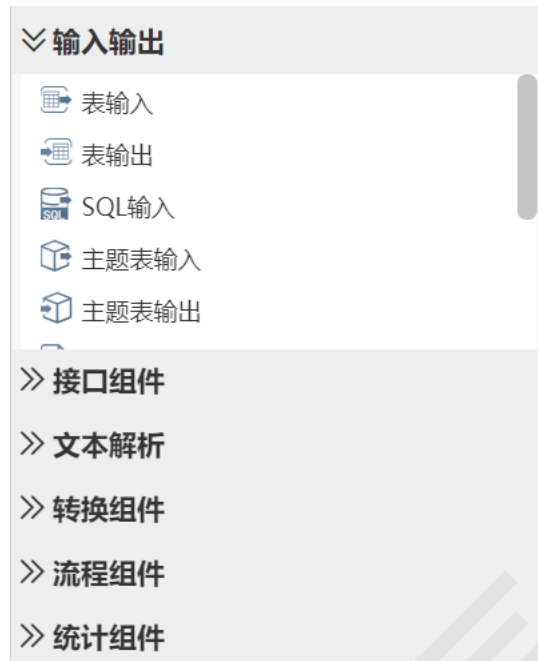 输入输出
表输入
表输出
SQL输入
主题表输入
主题表输出
接口组件
文本解析
转换组件
流程组件
统计组件